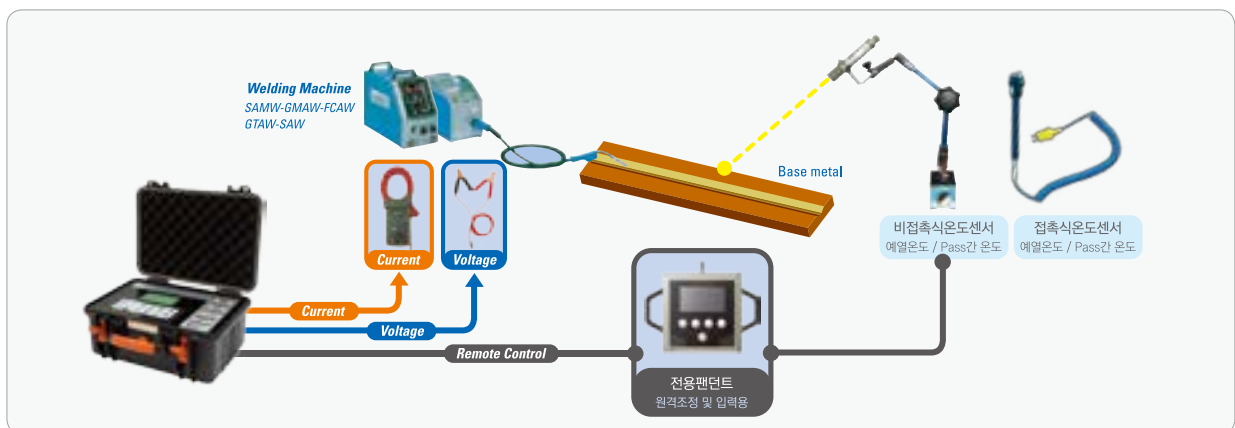 Welding Machine
SAMW-GMAW-FCAW
GTAW-SAW
Base metal
Current
Voltage
비접촉식온도센서
예열온도 / Pass간 온도
접촉식온도센서
예열온도 / Pass간 온도
Current
Voltage
Remote Control
전용팬던트
원격조정 및 입력용